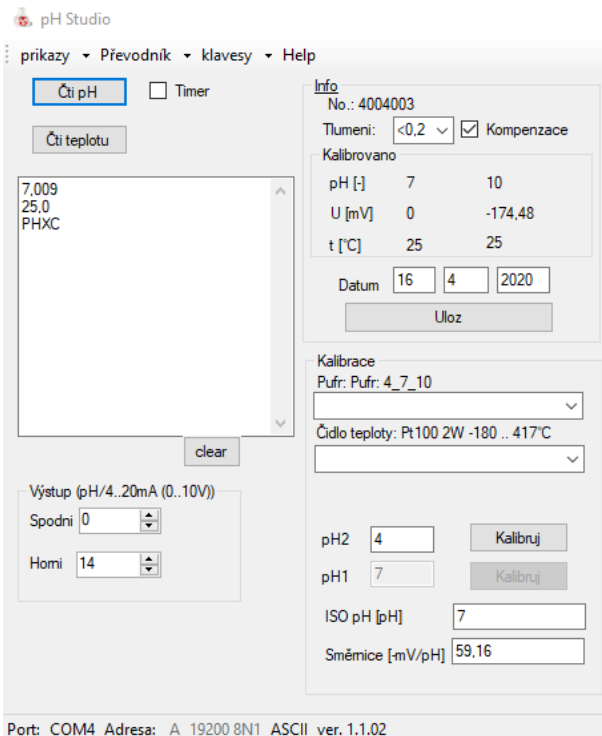 pH Studio
prikazy Převodník klavesy Help
Čti pH Timer
Čti teplotu
7,009
25,0
PHXC
clear
Výstup (pH/4..20mA (0..10V))
Spodni 0
Horni 14
Info
No.: 4004003
Tlumeni: <0,2 Kompenzace
Kalibrovano
pH [-] 7 10
U [mV] 0 -174,48
t [°C] 25 25
Datum 16 4 2020
Uloz
Kalibrace
Pufr: Pufr: 4_7_10
Čidlo teploty: Pt100 2W -180 .. 417°C
pH2 4 Kalibruj
pH1 7 Kalibruj
ISO pH [pH] 7
Směrnice [-mV/pH] 59,16
Port: COM4 Adresa: A 19200 8N1 ASCII ver. 1.1.02